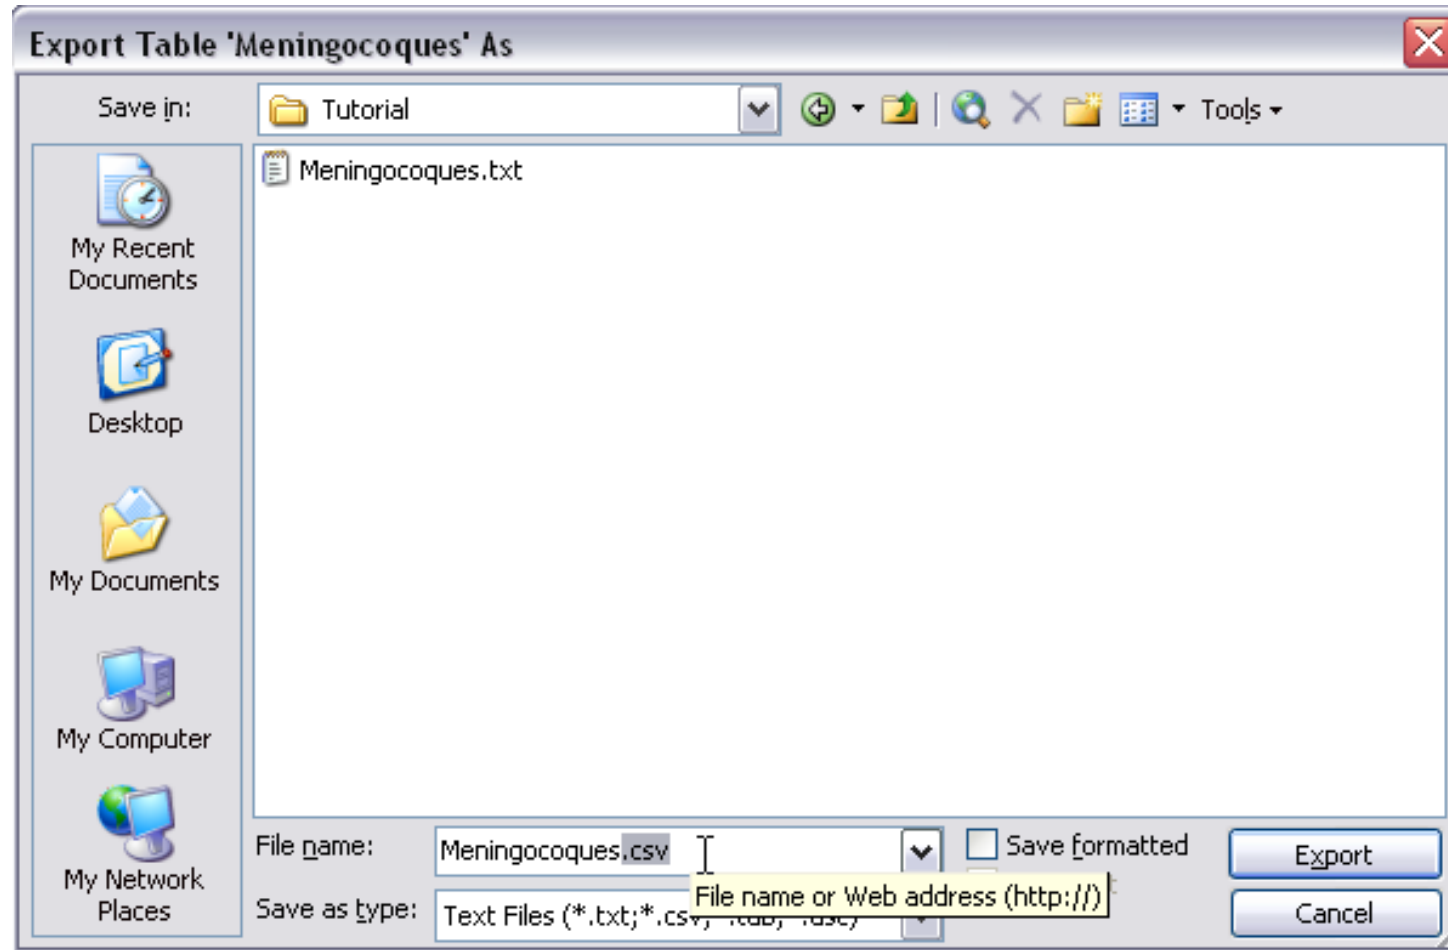 Export Table 'Meningocoques' As
Save in:
Tutorial
Tools
Meningocoques.txt
My Recent
Documents
Desktop
My Documents
My Computer
My Network
Places
File name:
Meningocoques.csv
Save formatted
Export
File name or Web address (http://)
Save as type:
Text Files (*.txt;*.csv;
Cancel